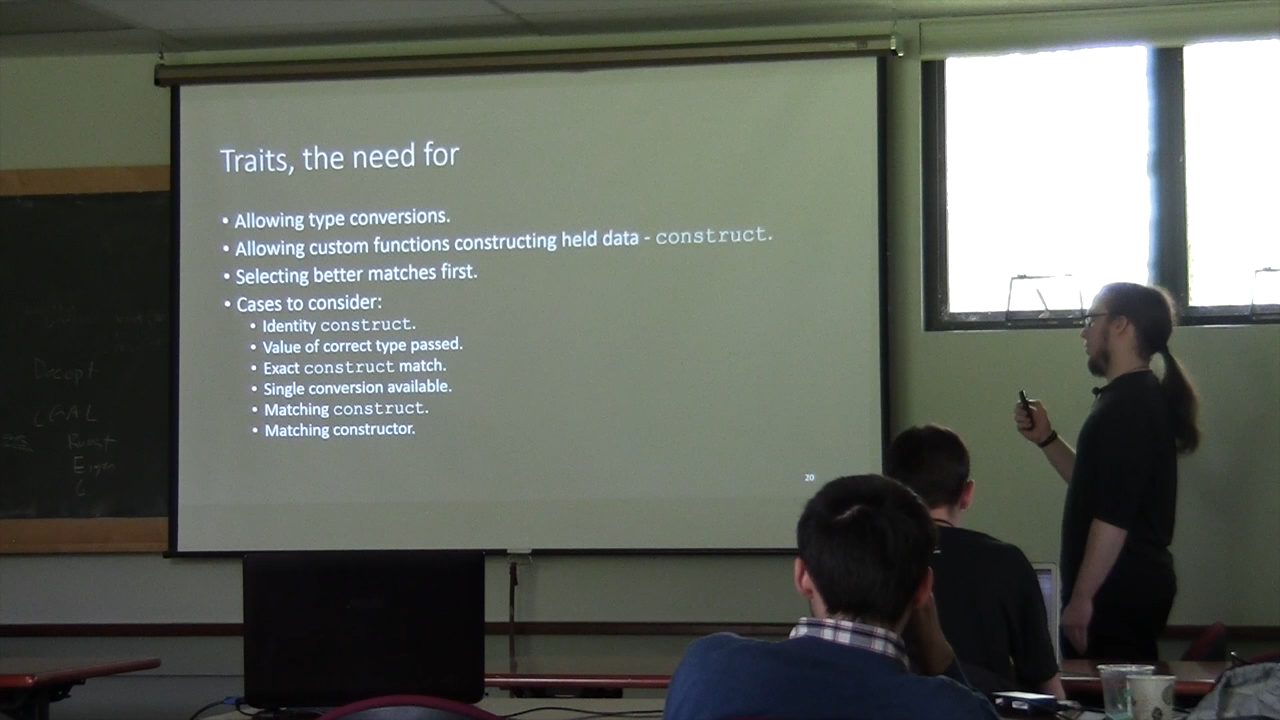 Traits, the need for
• Allowing type conversions.
• Allowing custom functions constructing held data - construct.
• Selecting better matches first.
• Cases to consider:
• Identity construct.
• Value of correct type passed.
• Exact construct match.
• Single conversion available.
• Matching construct.
• Matching constructor.
20